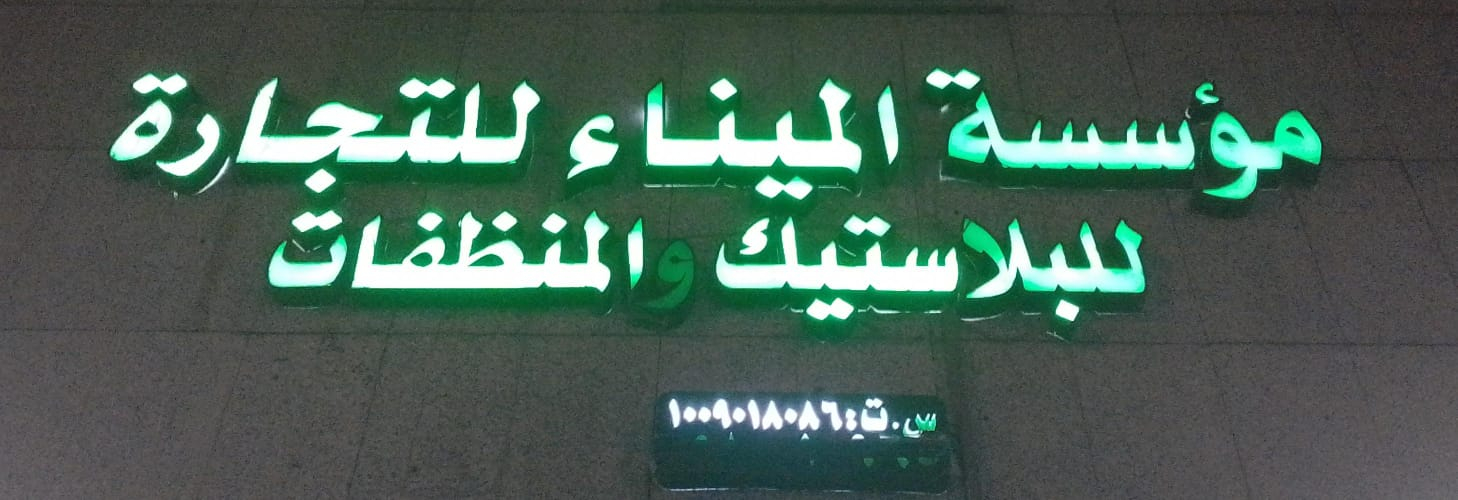 مؤسسة الميناء للتجارة
للبلاستيك والمنظفات
س.ت: ١٠٠٩٠١٨٠٨٦